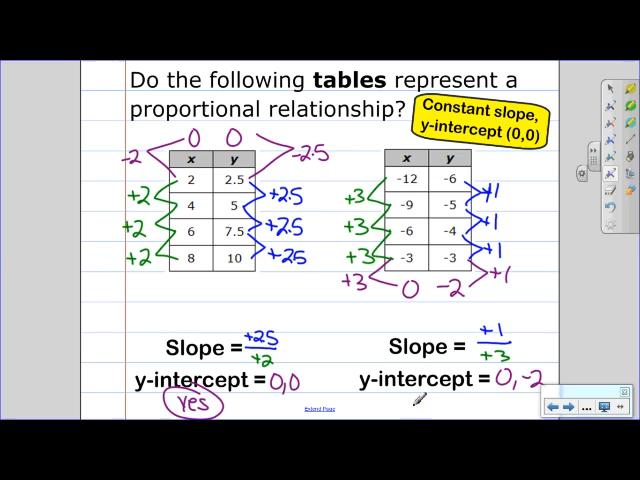 Do the following tables represent a
proportional relationship?
Constant slope,
y-intercept (0,0)
0 0
-2 -2.5
x y
2 2.5
4 5
6 7.5
8 10
+2 +2.5
+2 +2.5
+2 +2.5
x y
-12 -6
-9 -5
-6 -4
-3 -3
+3 +1
+3 +1
+3 +1
+3 0 -2 +1
Slope = +2.5
+2
y-intercept = 0,0
yes
Slope = +1
+3
y-intercept = 0,-2
Extend Page